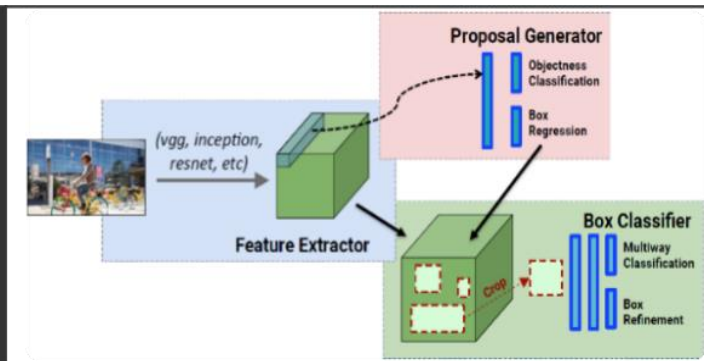 Proposal Generator
Objectness
Classification
Box
Regression
(vgg, inception,
resnet, etc)
Feature Extractor
Box Classifier
Multiway
Classification
Box
Refinement
Crop